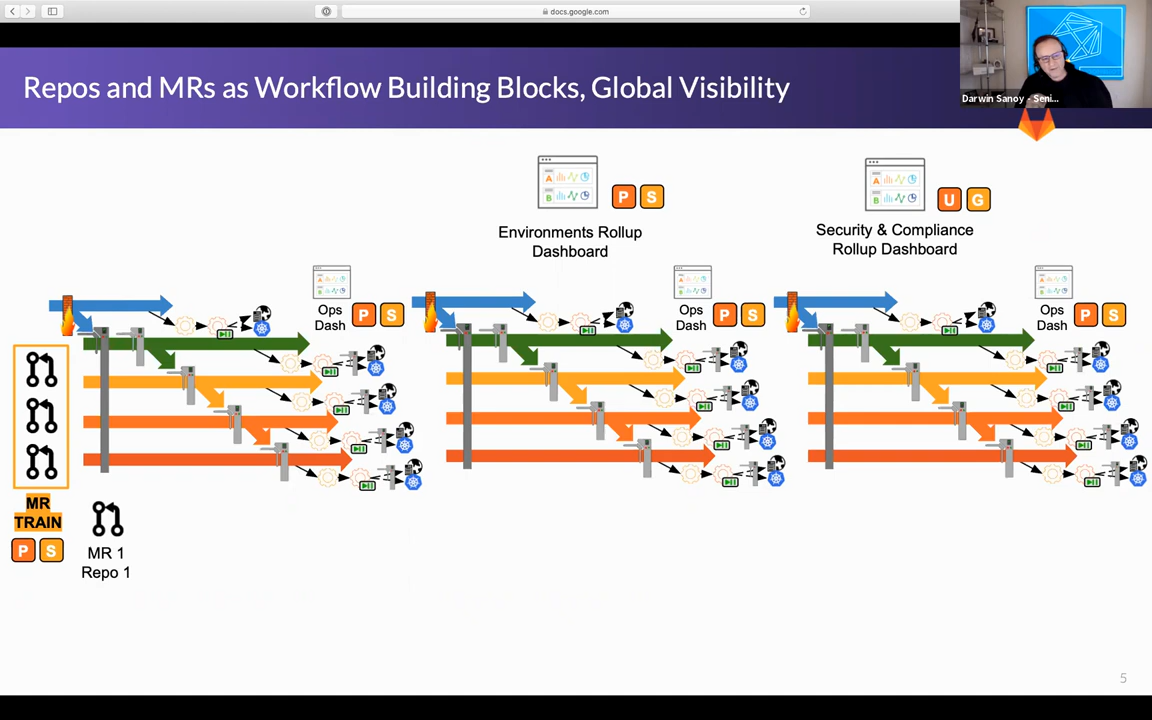 docs.google.com
Repos and MRs as Workflow Building Blocks, Global Visibility
Darwin Sanoy - Seni...
A
B
P S
Environments Rollup
Dashboard
A
B
U G
Security & Compliance
Rollup Dashboard
Ops
Dash
P S
Ops
Dash
P S
Ops
Dash
P S
MR
TRAIN
P S
MR 1
Repo 1
5